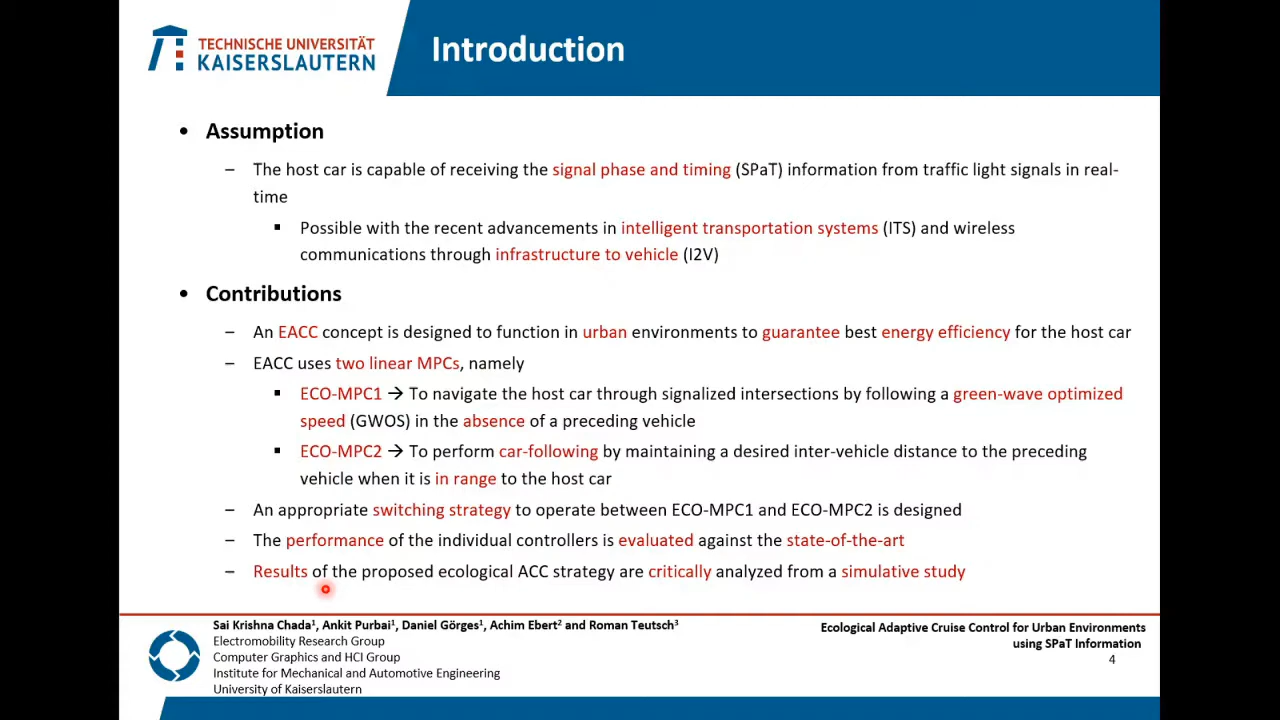 TECHNISCHE UNIVERSITÄT
KAISERSLAUTERN
Introduction
• Assumption
– The host car is capable of receiving the signal phase and timing (SPaT) information from traffic light signals in real-
time
▪ Possible with the recent advancements in intelligent transportation systems (ITS) and wireless
communications through infrastructure to vehicle (I2V)
• Contributions
– An EACC concept is designed to function in urban environments to guarantee best energy efficiency for the host car
– EACC uses two linear MPCs, namely
▪ ECO-MPC1 → To navigate the host car through signalized intersections by following a green-wave optimized
speed (GWOS) in the absence of a preceding vehicle
▪ ECO-MPC2 → To perform car-following by maintaining a desired inter-vehicle distance to the preceding
vehicle when it is in range to the host car
– An appropriate switching strategy to operate between ECO-MPC1 and ECO-MPC2 is designed
– The performance of the individual controllers is evaluated against the state-of-the-art
– Results of the proposed ecological ACC strategy are critically analyzed from a simulative study
Sai Krishna Chada¹, Ankit Purbai¹, Daniel Görges¹, Achim Ebert² and Roman Teutsch³
Electromobility Research Group
Computer Graphics and HCI Group
Institute for Mechanical and Automotive Engineering
University of Kaiserslautern
Ecological Adaptive Cruise Control for Urban Environments
using SPaT Information
4